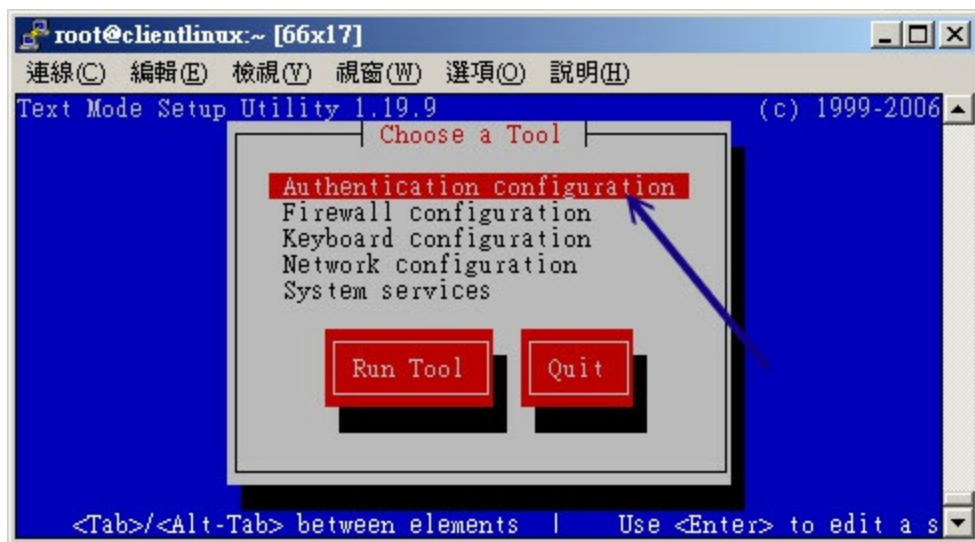 root@clientlinux:~ [66x17]
連線(C) 編輯(E) 檢視(V) 視窗(W) 選項(O) 說明(H)
Text Mode Setup Utility 1.19.9 (c) 1999-2006
Choose a Tool
Authentication configuration
Firewall configuration
Keyboard configuration
Network configuration
System services
Run Tool Quit
<Tab>/<Alt-Tab> between elements | Use <Enter> to edit a s